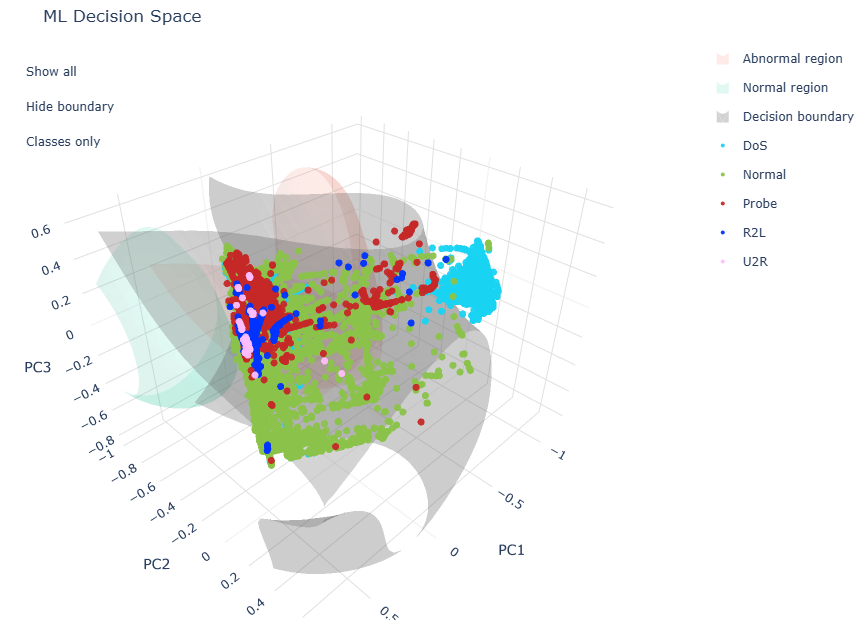 ML Decision Space
Show all
Hide boundary
Classes only
Abnormal region
Normal region
Decision boundary
DoS
Normal
Probe
R2L
U2R
0.6
0.4
0.2
0
−0.2
−0.4
−0.6
−0.8
PC3
−1
−0.8
−0.6
−0.4
−0.2
0
0.2
0.4
PC2
−1
−0.5
0
0.5
PC1